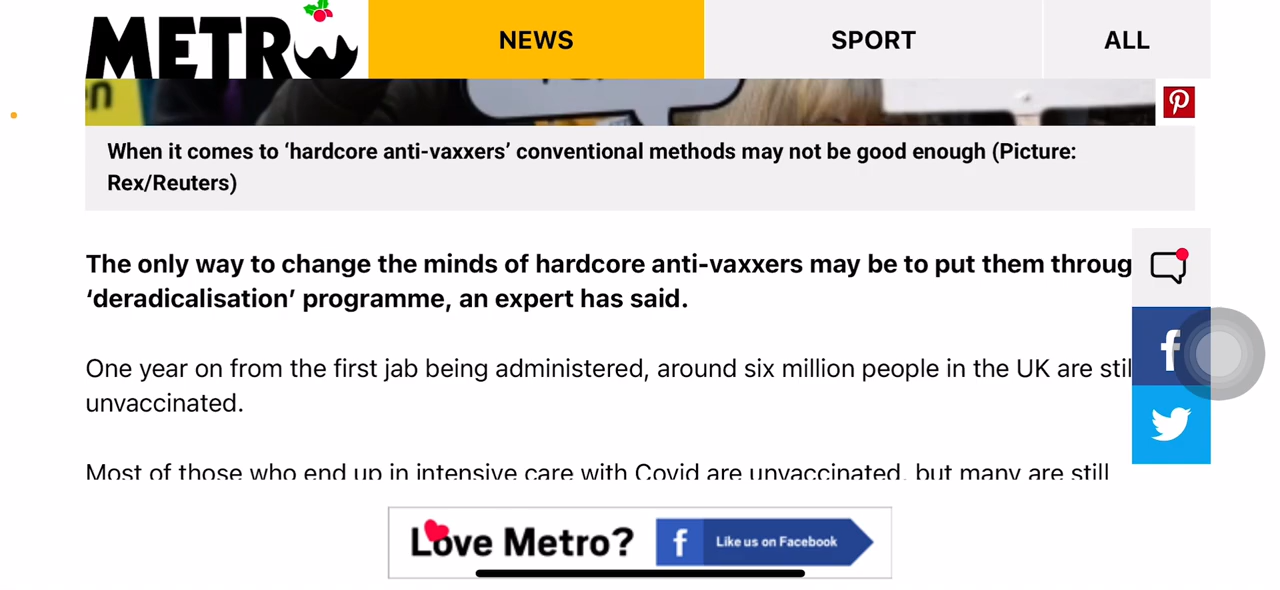 METRO
NEWS
SPORT
ALL
When it comes to ‘hardcore anti-vaxxers’ conventional methods may not be good enough (Picture:
Rex/Reuters)
The only way to change the minds of hardcore anti-vaxxers may be to put them throug
‘deradicalisation’ programme, an expert has said.
One year on from the first jab being administered, around six million people in the UK are stil
unvaccinated.
Most of those who end up in intensive care with Covid are unvaccinated, but many are still
Love Metro?
Like us on Facebook